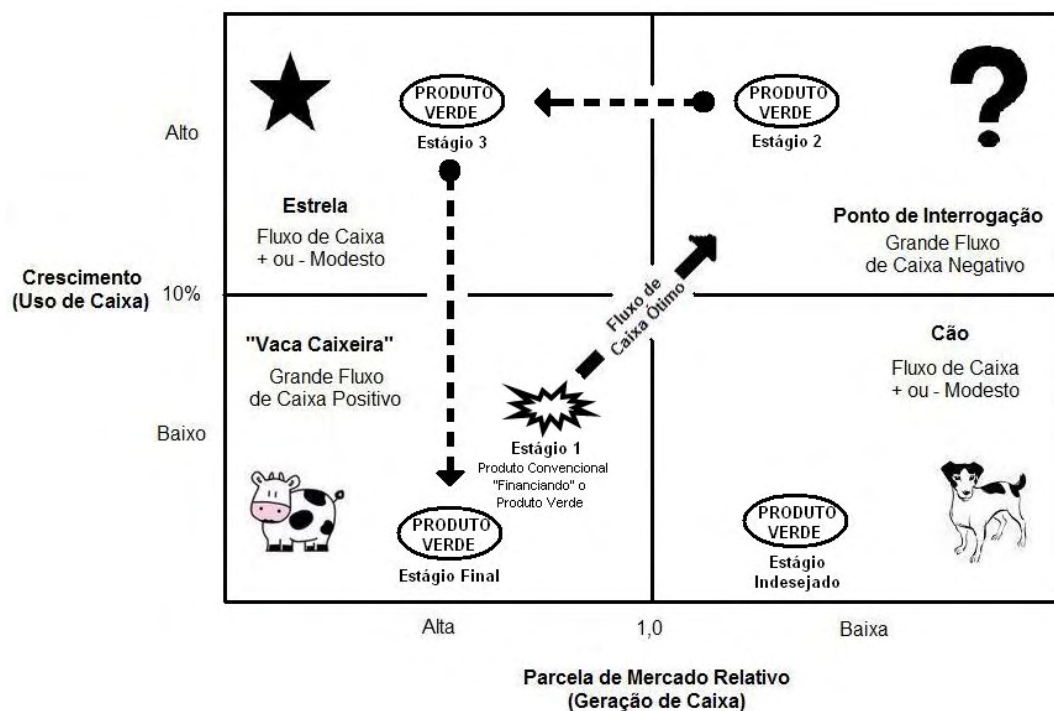 PRODUTO
VERDE
Estágio 3
PRODUTO
VERDE
Estágio 2
?
Alto
Estrela
Fluxo de Caixa
+ ou - Modesto
Ponto de Interrogação
Grande Fluxo
de Caixa Negativo
Crescimento
(Uso de Caixa)
10%
Fluxo de
Caixa Ótimo
"Vaca Caixeira"
Grande Fluxo
de Caixa Positivo
Cão
Fluxo de Caixa
+ ou - Modesto
Baixo
Estágio 1
Produto Convencional
"Financiando" o
Produto Verde
PRODUTO
VERDE
Estágio Final
PRODUTO
VERDE
Estágio
Indesejado
Alta
1,0
Baixa
Parcela de Mercado Relativo
(Geração de Caixa)